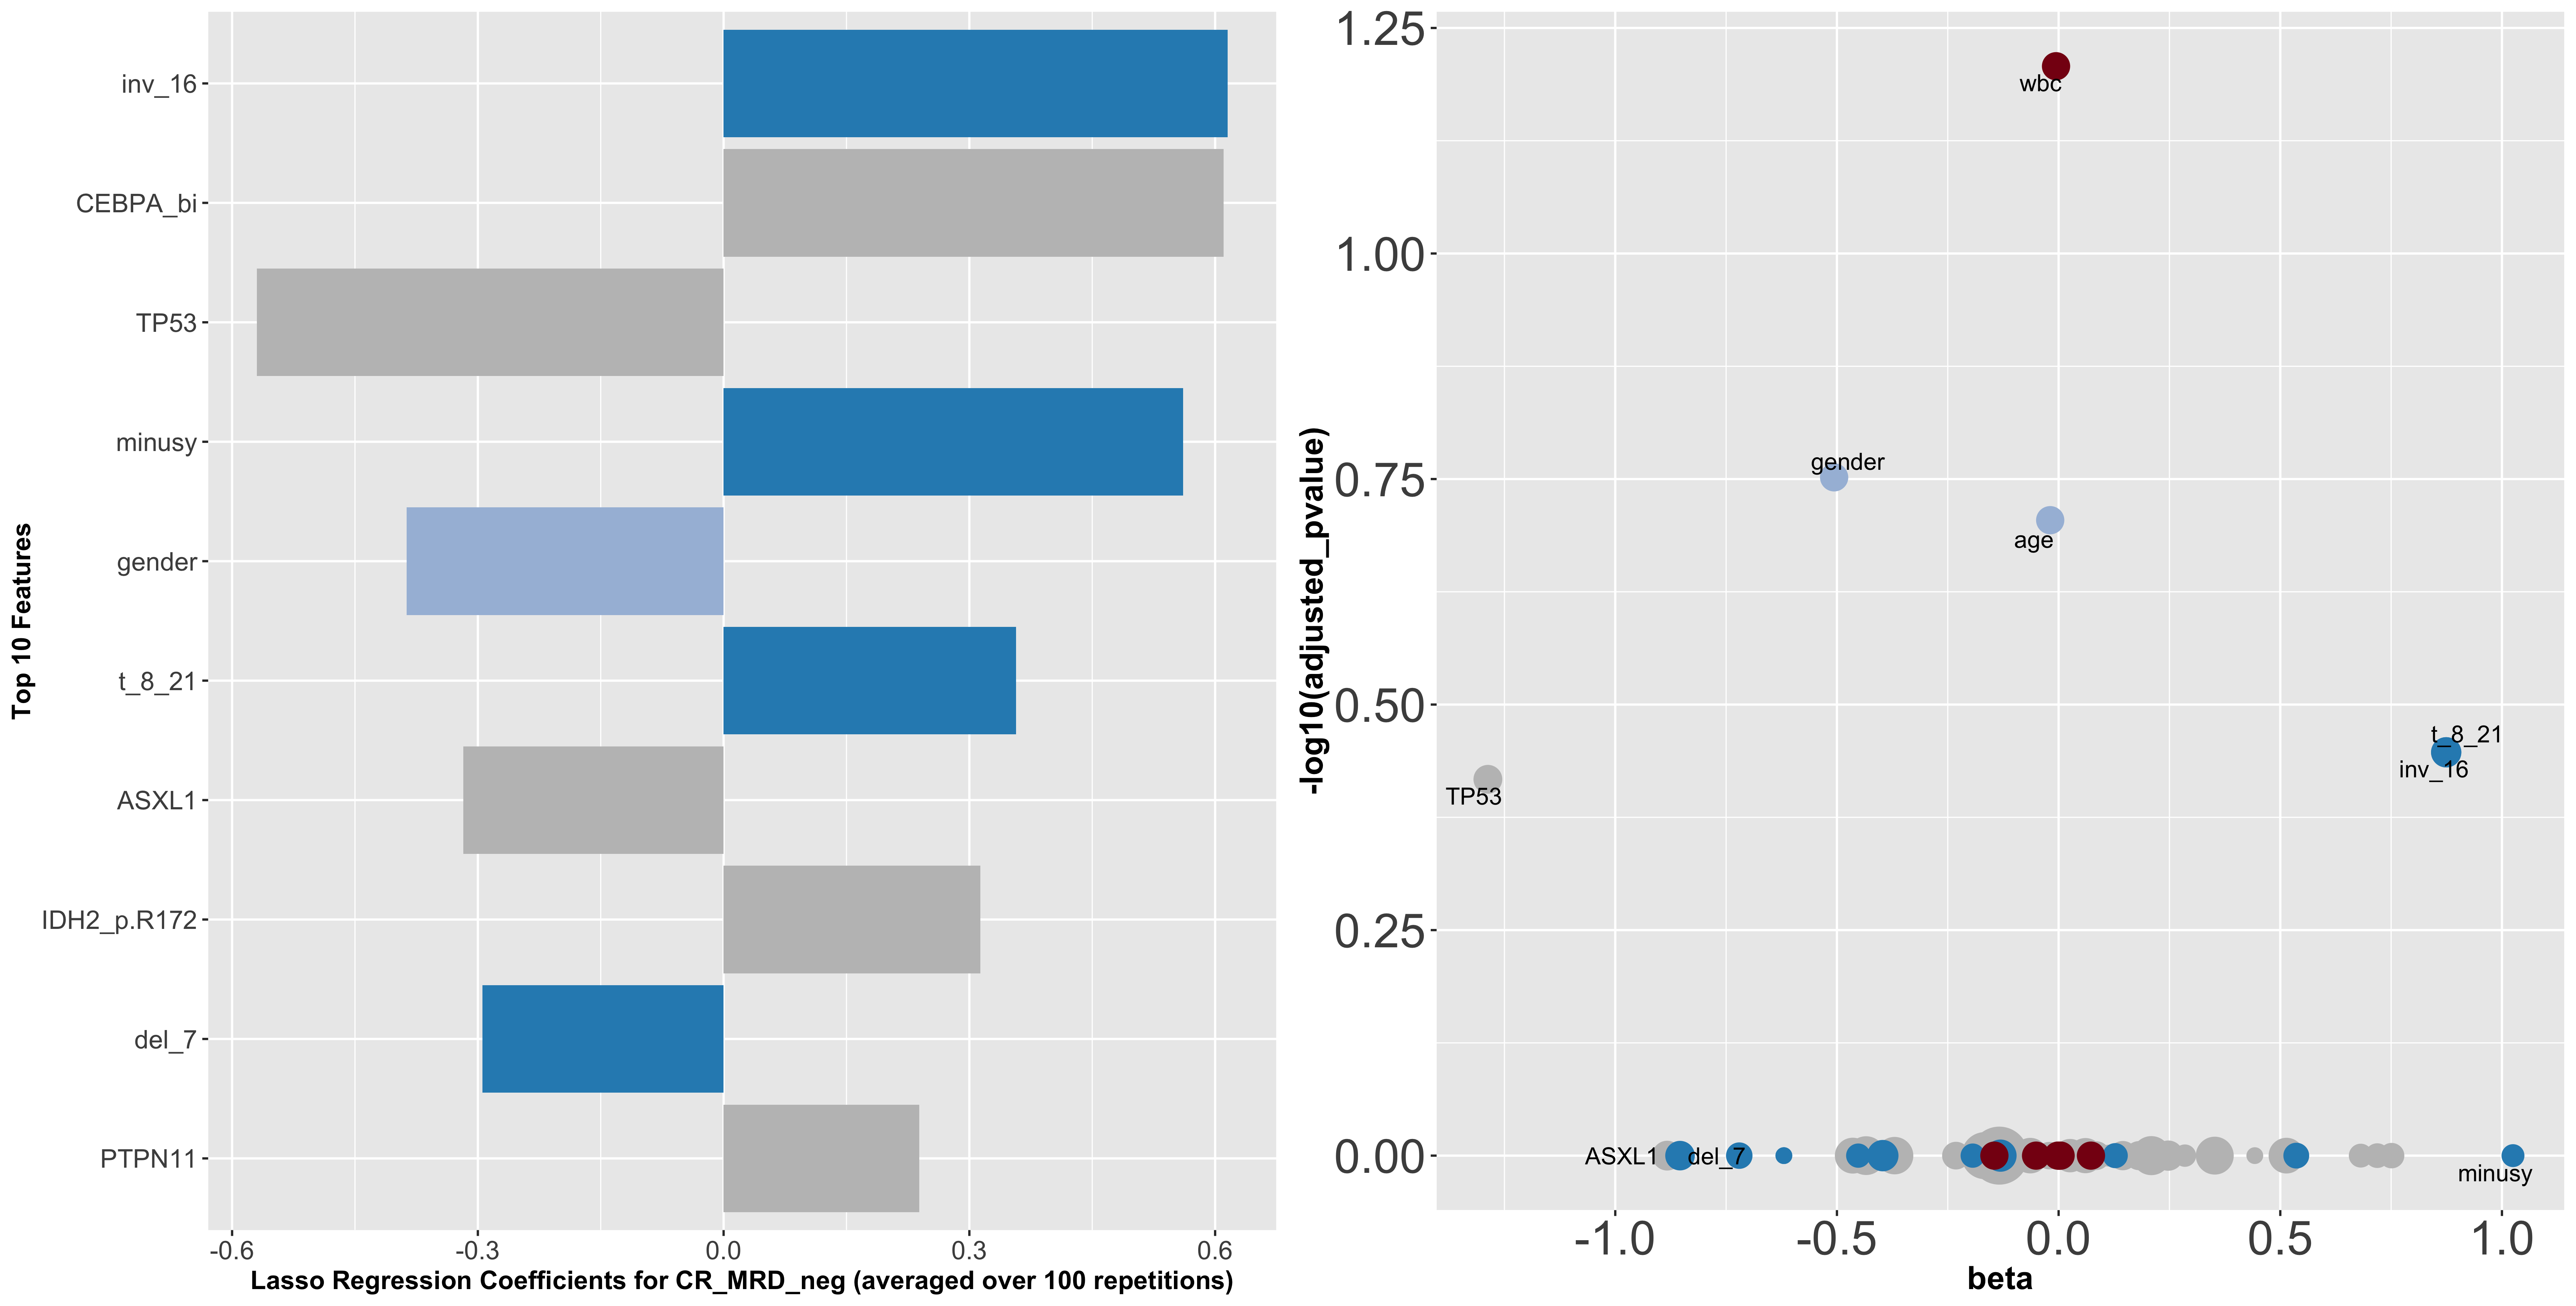 Top 10 Features
inv_16
CEBPA_bi
TP53
minusy
gender
t_8_21
ASXL1
IDH2_p.R172
del_7
PTPN11
-0.6 -0.3 0.0 0.3 0.6
Lasso Regression Coefficients for CR_MRD_neg (averaged over 100 repetitions)
-log10(adjusted_pvalue)
1.25
1.00
0.75
0.50
0.25
0.00
wbc
gender
age
t_8_21
inv_16
TP53
ASXL1 del_7
minusy
-1.0 -0.5 0.0 0.5 1.0
beta